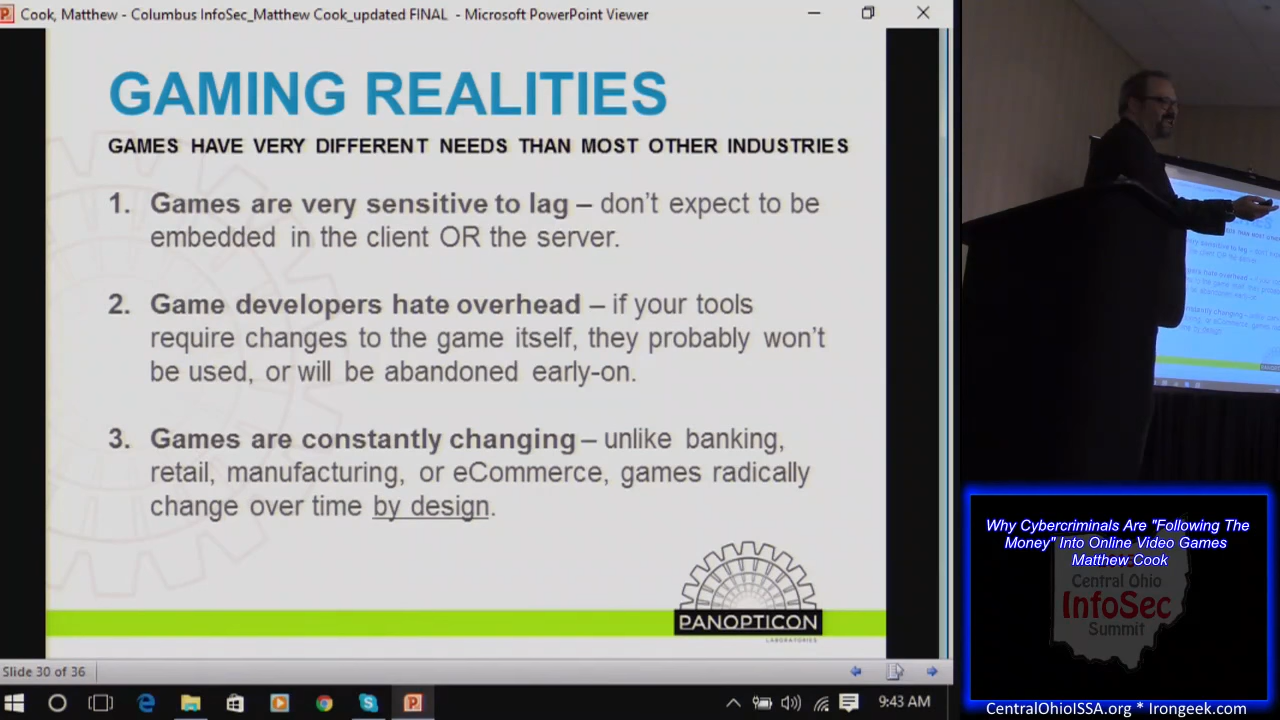 Cook, Matthew - Columbus InfoSec_Matthew Cook_updated FINAL - Microsoft PowerPoint Viewer
GAMING REALITIES
GAMES HAVE VERY DIFFERENT NEEDS THAN MOST OTHER INDUSTRIES
1. Games are very sensitive to lag – don't expect to be
embedded in the client OR the server.
2. Game developers hate overhead – if your tools
require changes to the game itself, they probably won't
be used, or will be abandoned early-on.
3. Games are constantly changing – unlike banking,
retail, manufacturing, or eCommerce, games radically
change over time by design.
PANOPTICON
LABORATORIES
Slide 30 of 36
9:43 AM
Why Cybercriminals Are "Following The
Money" Into Online Video Games
Matthew Cook
Central Ohio
InfoSec
Summit
CentralOhioISSA.org * Irongeek.com